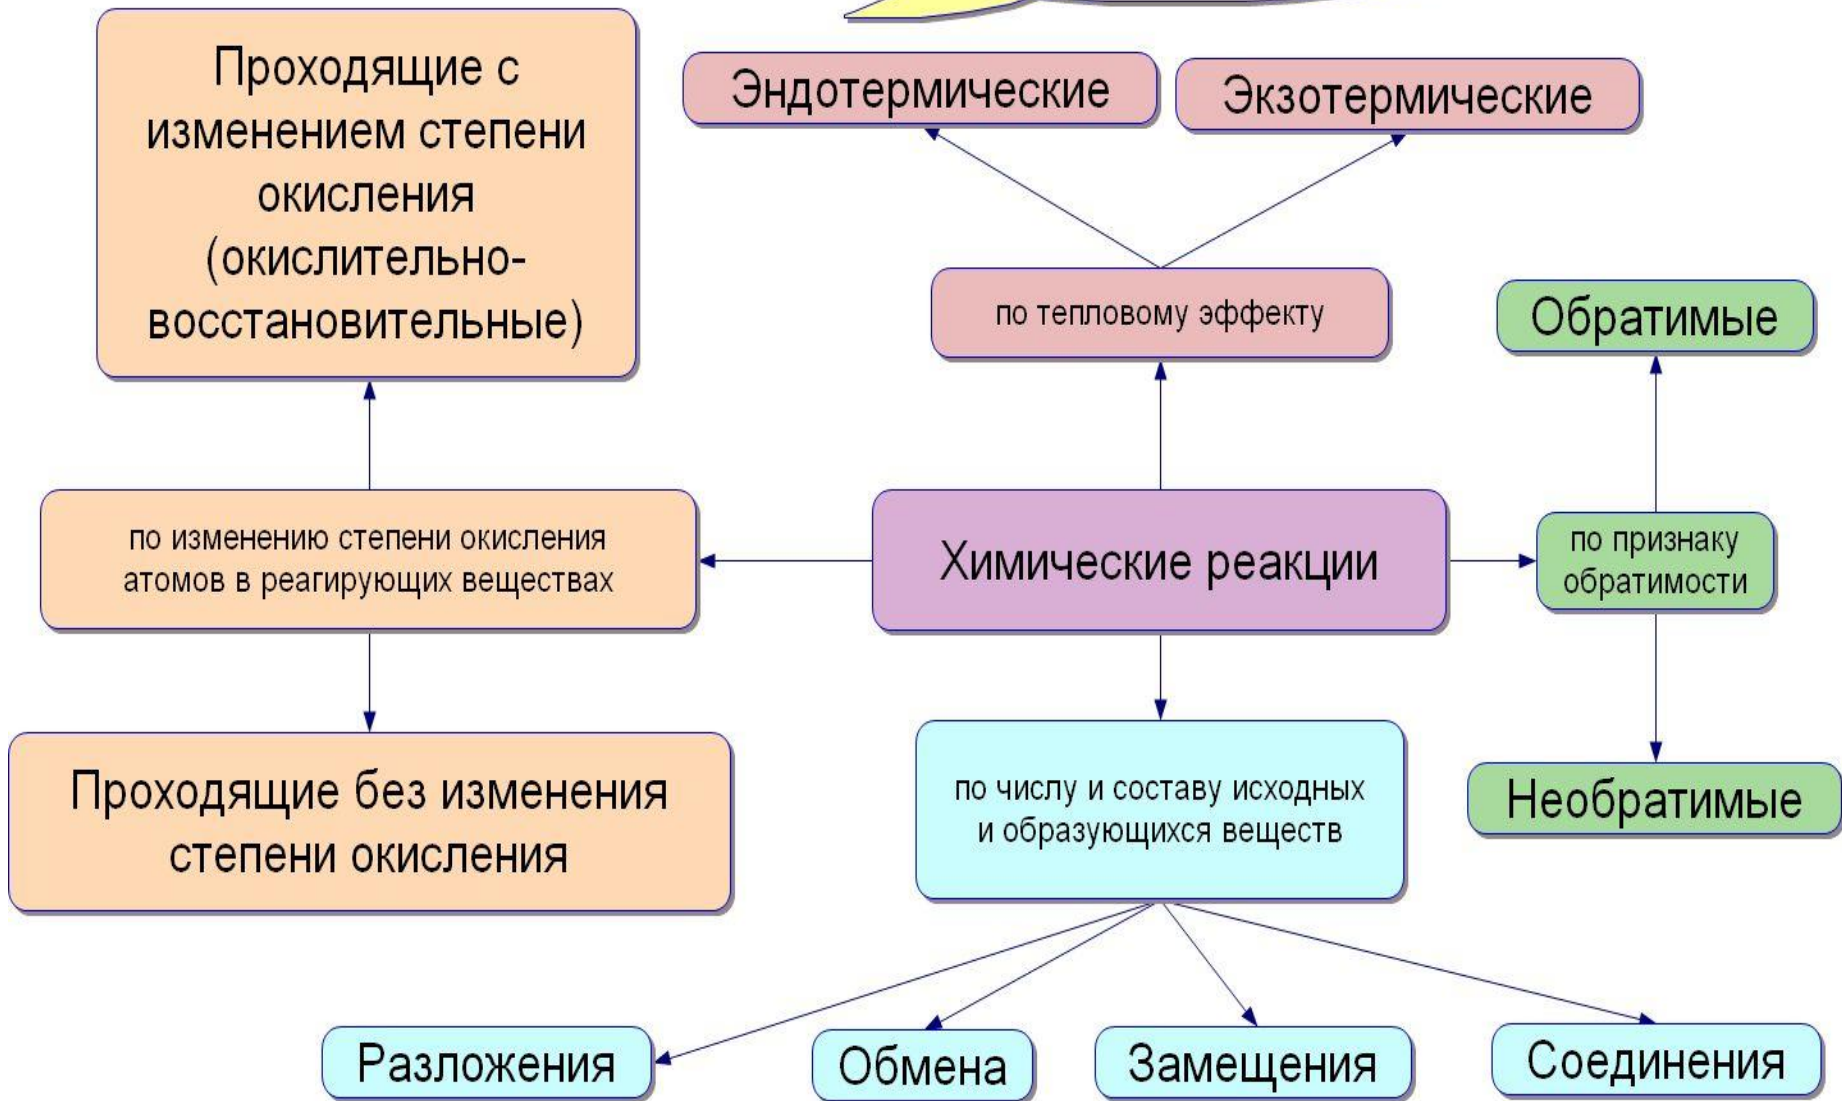 Проходящие с
изменением степени
окисления
(окислительно-
восстановительные)
Эндотермические
Экзотермические
по тепловому эффекту
Обратимые
по изменению степени окисления
атомов в реагирующих веществах
Химические реакции
по признаку
обратимости
Проходящие без изменения
степени окисления
по числу и составу исходных
и образующихся веществ
Необратимые
Разложения
Обмена
Замещения
Соединения